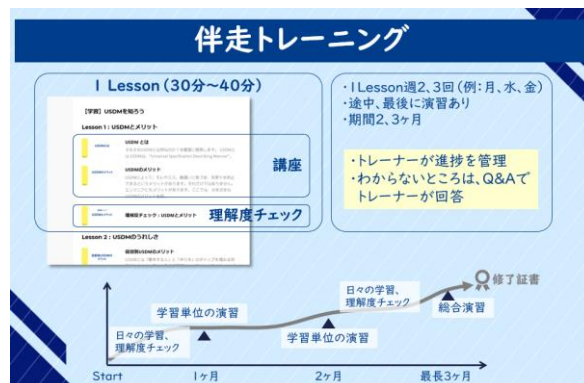 伴走トレーニング
1 Lesson（30分～40分）
【学習】USDMを知ろう
Lesson 1：USDMとメリット
USDM とは
USDMのメリット
講座
理解度チェック：USDMとメリット
理解度チェック
Lesson 2：USDMのうれしさ
・1Lesson週2、3回（例：月、水、金）
・途中、最後に演習あり
・期間2、3ヶ月
・トレーナーが進捗を管理
・わからないところは、Q&Aで
トレーナーが回答
日々の学習、
理解度チェック
学習単位の演習
学習単位の演習
日々の学習、
理解度チェック
総合演習
修了証書
Start
1ヶ月
2ヶ月
最長3ヶ月